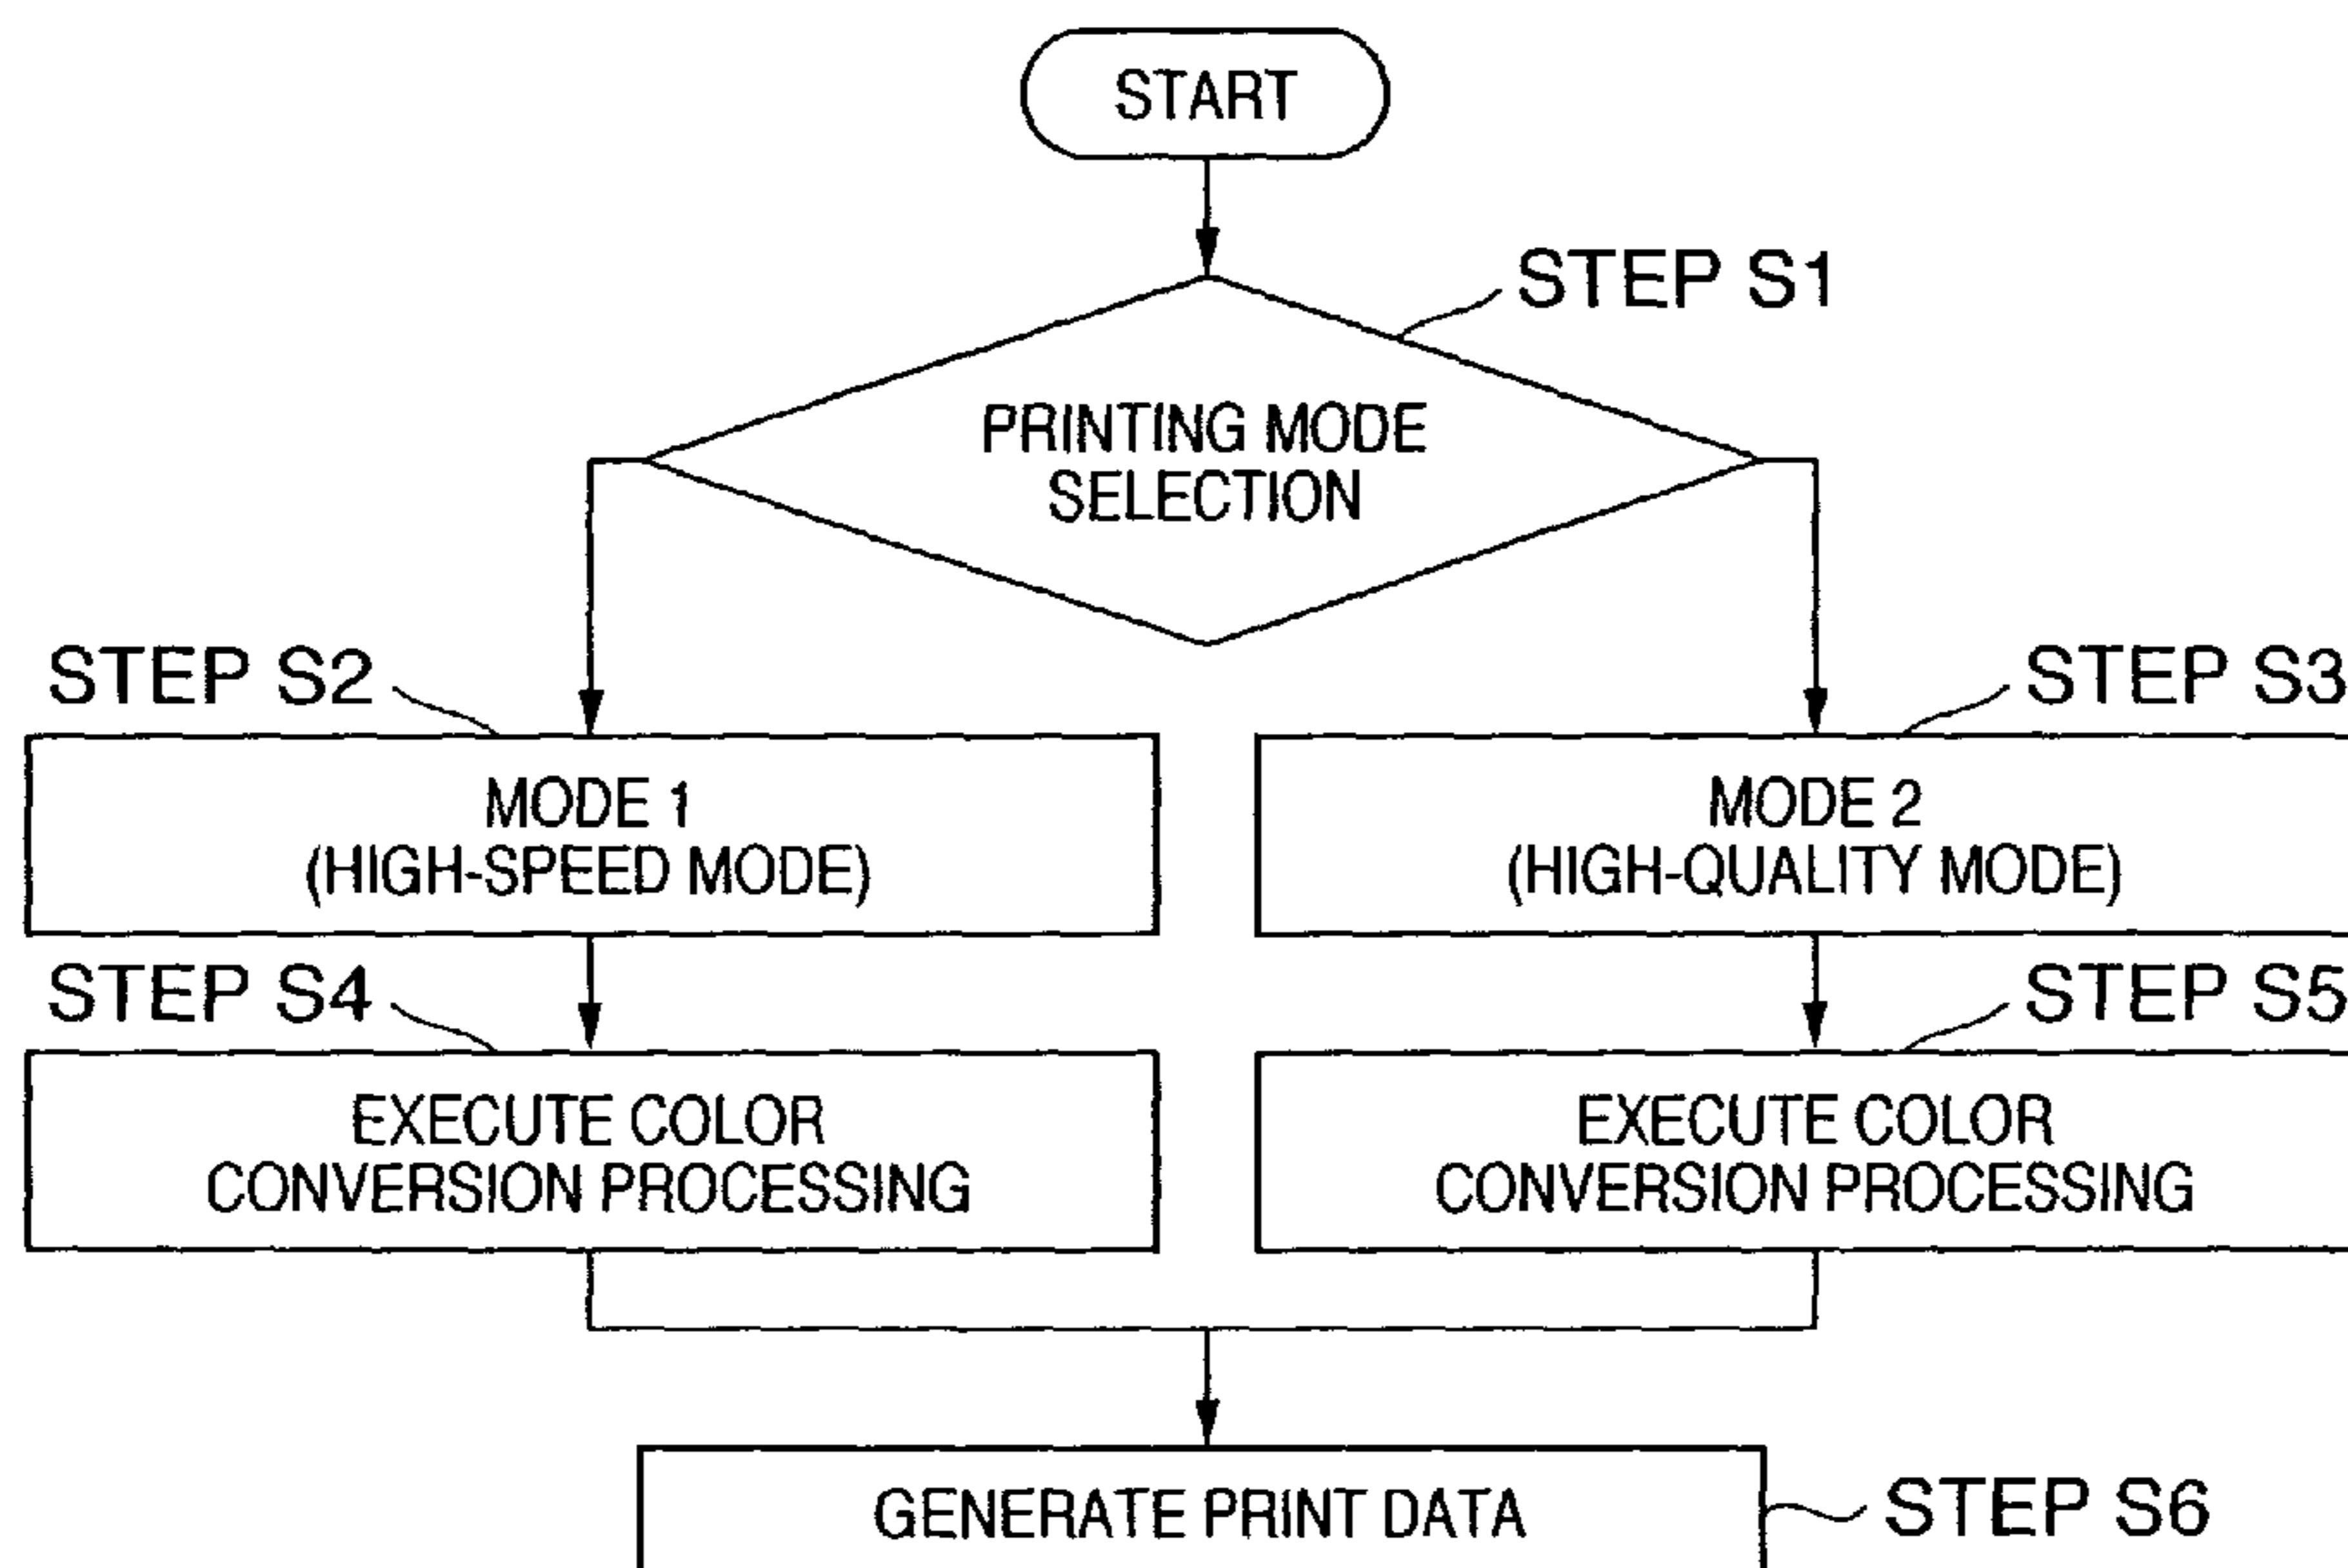 START
STEP S1
PRINTING MODE
SELECTION
STEP S2
STEP S3
MODE 1
(HIGH-SPEED MODE)
MODE 2
(HIGH-QUALITY MODE)
STEP S4
STEP S5
EXECUTE COLOR
CONVERSION PROCESSING
EXECUTE COLOR
CONVERSION PROCESSING
GENERATE PRINT DATA
STEP S6